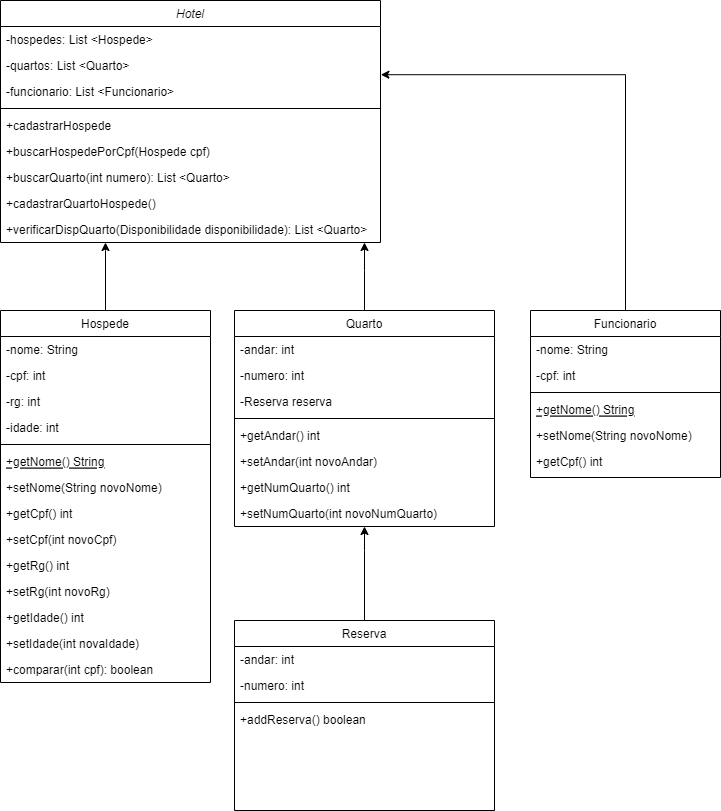 Hotel
-hospedes: List <Hospede>
-quartos: List <Quarto>
-funcionario: List <Funcionario>
+cadastrarHospede
+buscarHospedePorCpf(Hospede cpf)
+buscarQuarto(int numero): List <Quarto>
+cadastrarQuartoHospede()
+verificarDispQuarto(Disponibilidade disponibilidade): List <Quarto>
Hospede
-nome: String
-cpf: int
-rg: int
-idade: int
+getNome() String
+setNome(String novoNome)
+getCpf() int
+setCpf(int novoCpf)
+getRg() int
+setRg(int novoRg)
+getIdade() int
+setIdade(int novaIdade)
+comparar(int cpf): boolean
Quarto
-andar: int
-numero: int
-Reserva reserva
+getAndar() int
+setAndar(int novoAndar)
+getNumQuarto() int
+setNumQuarto(int novoNumQuarto)
Funcionario
-nome: String
-cpf: int
+getNome() String
+setNome(String novoNome)
+getCpf() int
Reserva
-andar: int
-numero: int
+addReserva() boolean